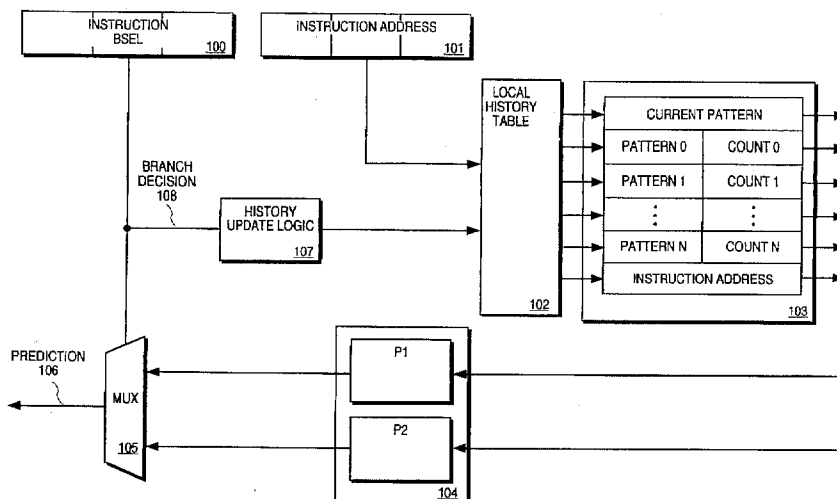 INSTRUCTION
BSEL
100
INSTRUCTION ADDRESS
101
LOCAL
HISTORY
TABLE
102
CURRENT PATTERN
PATTERN 0 COUNT 0
PATTERN 1 COUNT 1
PATTERN N COUNT N
INSTRUCTION ADDRESS
103
BRANCH
DECISION
108
HISTORY
UPDATE LOGIC
107
PREDICTION
106
MUX
105
P1
P2
104